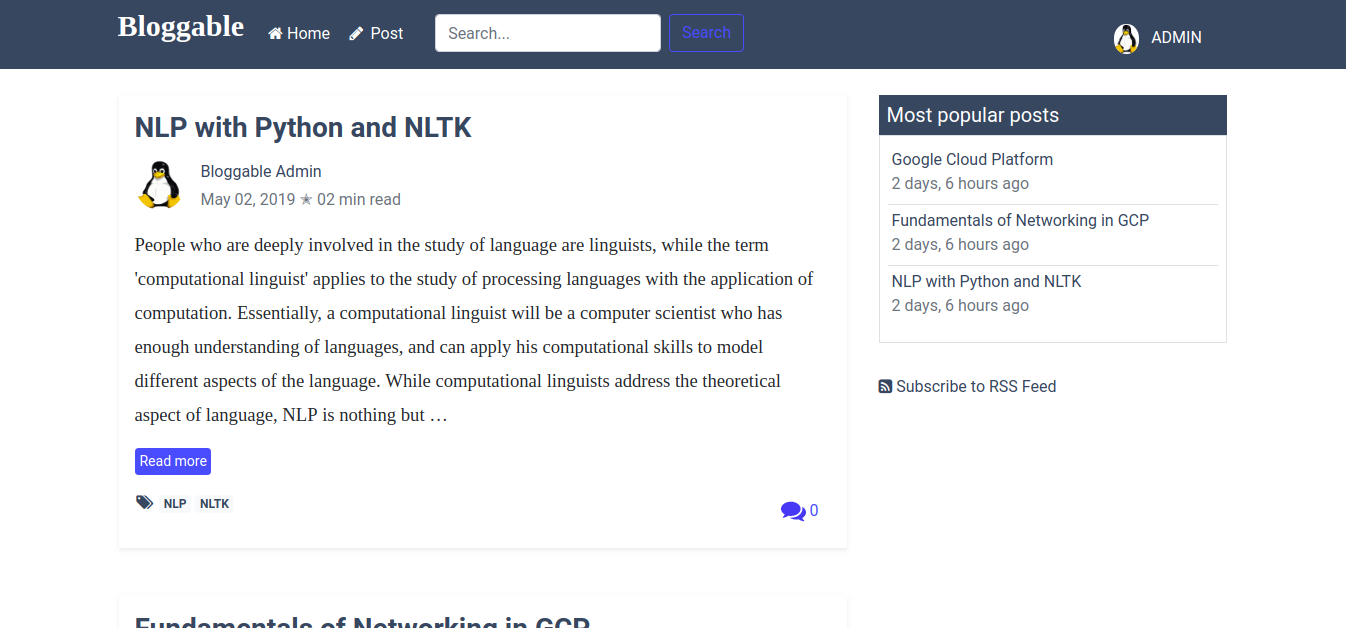 Bloggable Home Post Search... Search ADMIN
NLP with Python and NLTK
Bloggable Admin
May 02, 2019 ★ 02 min read
People who are deeply involved in the study of language are linguists, while the term
'computational linguist' applies to the study of processing languages with the application of
computation. Essentially, a computational linguist will be a computer scientist who has
enough understanding of languages, and can apply his computational skills to model
different aspects of the language. While computational linguists address the theoretical
aspect of language, NLP is nothing but …
Read more
NLP NLTK
0
Fundamentals of Networking in GCP
Most popular posts
Google Cloud Platform
2 days, 6 hours ago
Fundamentals of Networking in GCP
2 days, 6 hours ago
NLP with Python and NLTK
2 days, 6 hours ago
Subscribe to RSS Feed